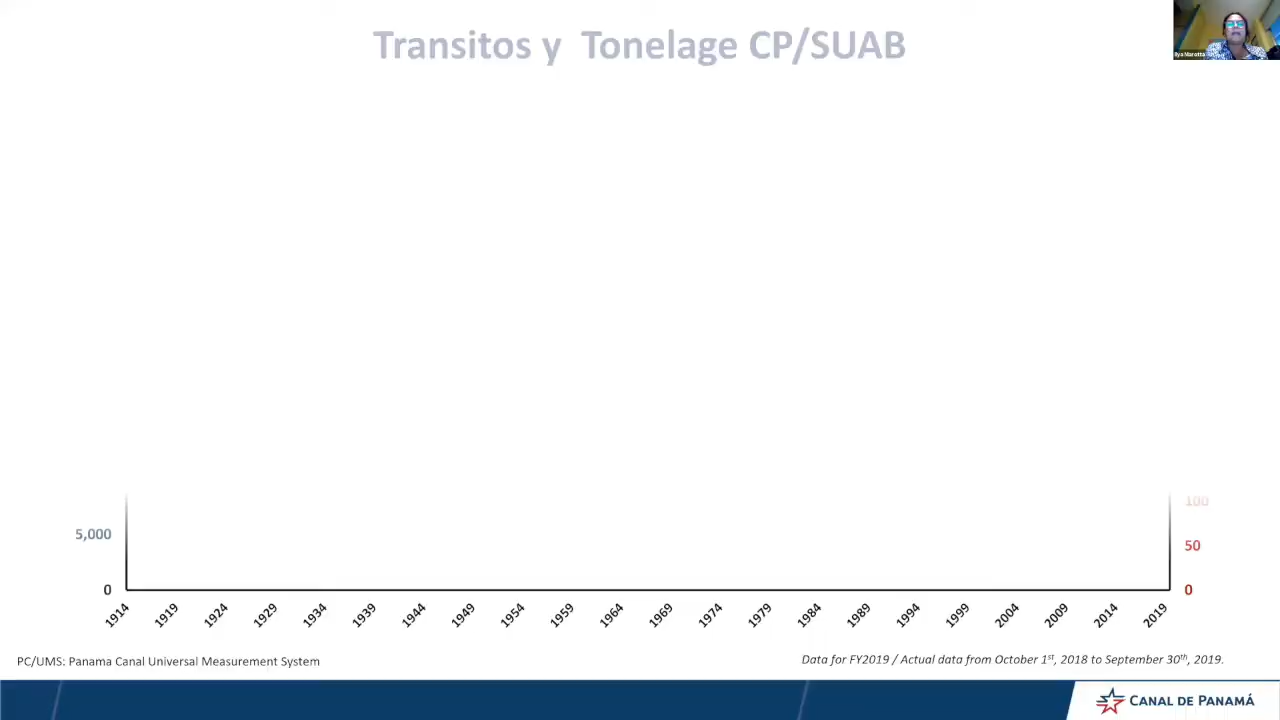 Transitos y Tonelage CP/SUAB
Ilya Marotta
100
5,000
50
0
0
1914 1919 1924 1929 1934 1939 1944 1949 1954 1959 1964 1969 1974 1979 1984 1989 1994 1999 2004 2009 2014 2019
PC/UMS: Panama Canal Universal Measurement System
Data for FY2019 / Actual data from October 1st, 2018 to September 30th, 2019.
CANAL DE PANAMÁ